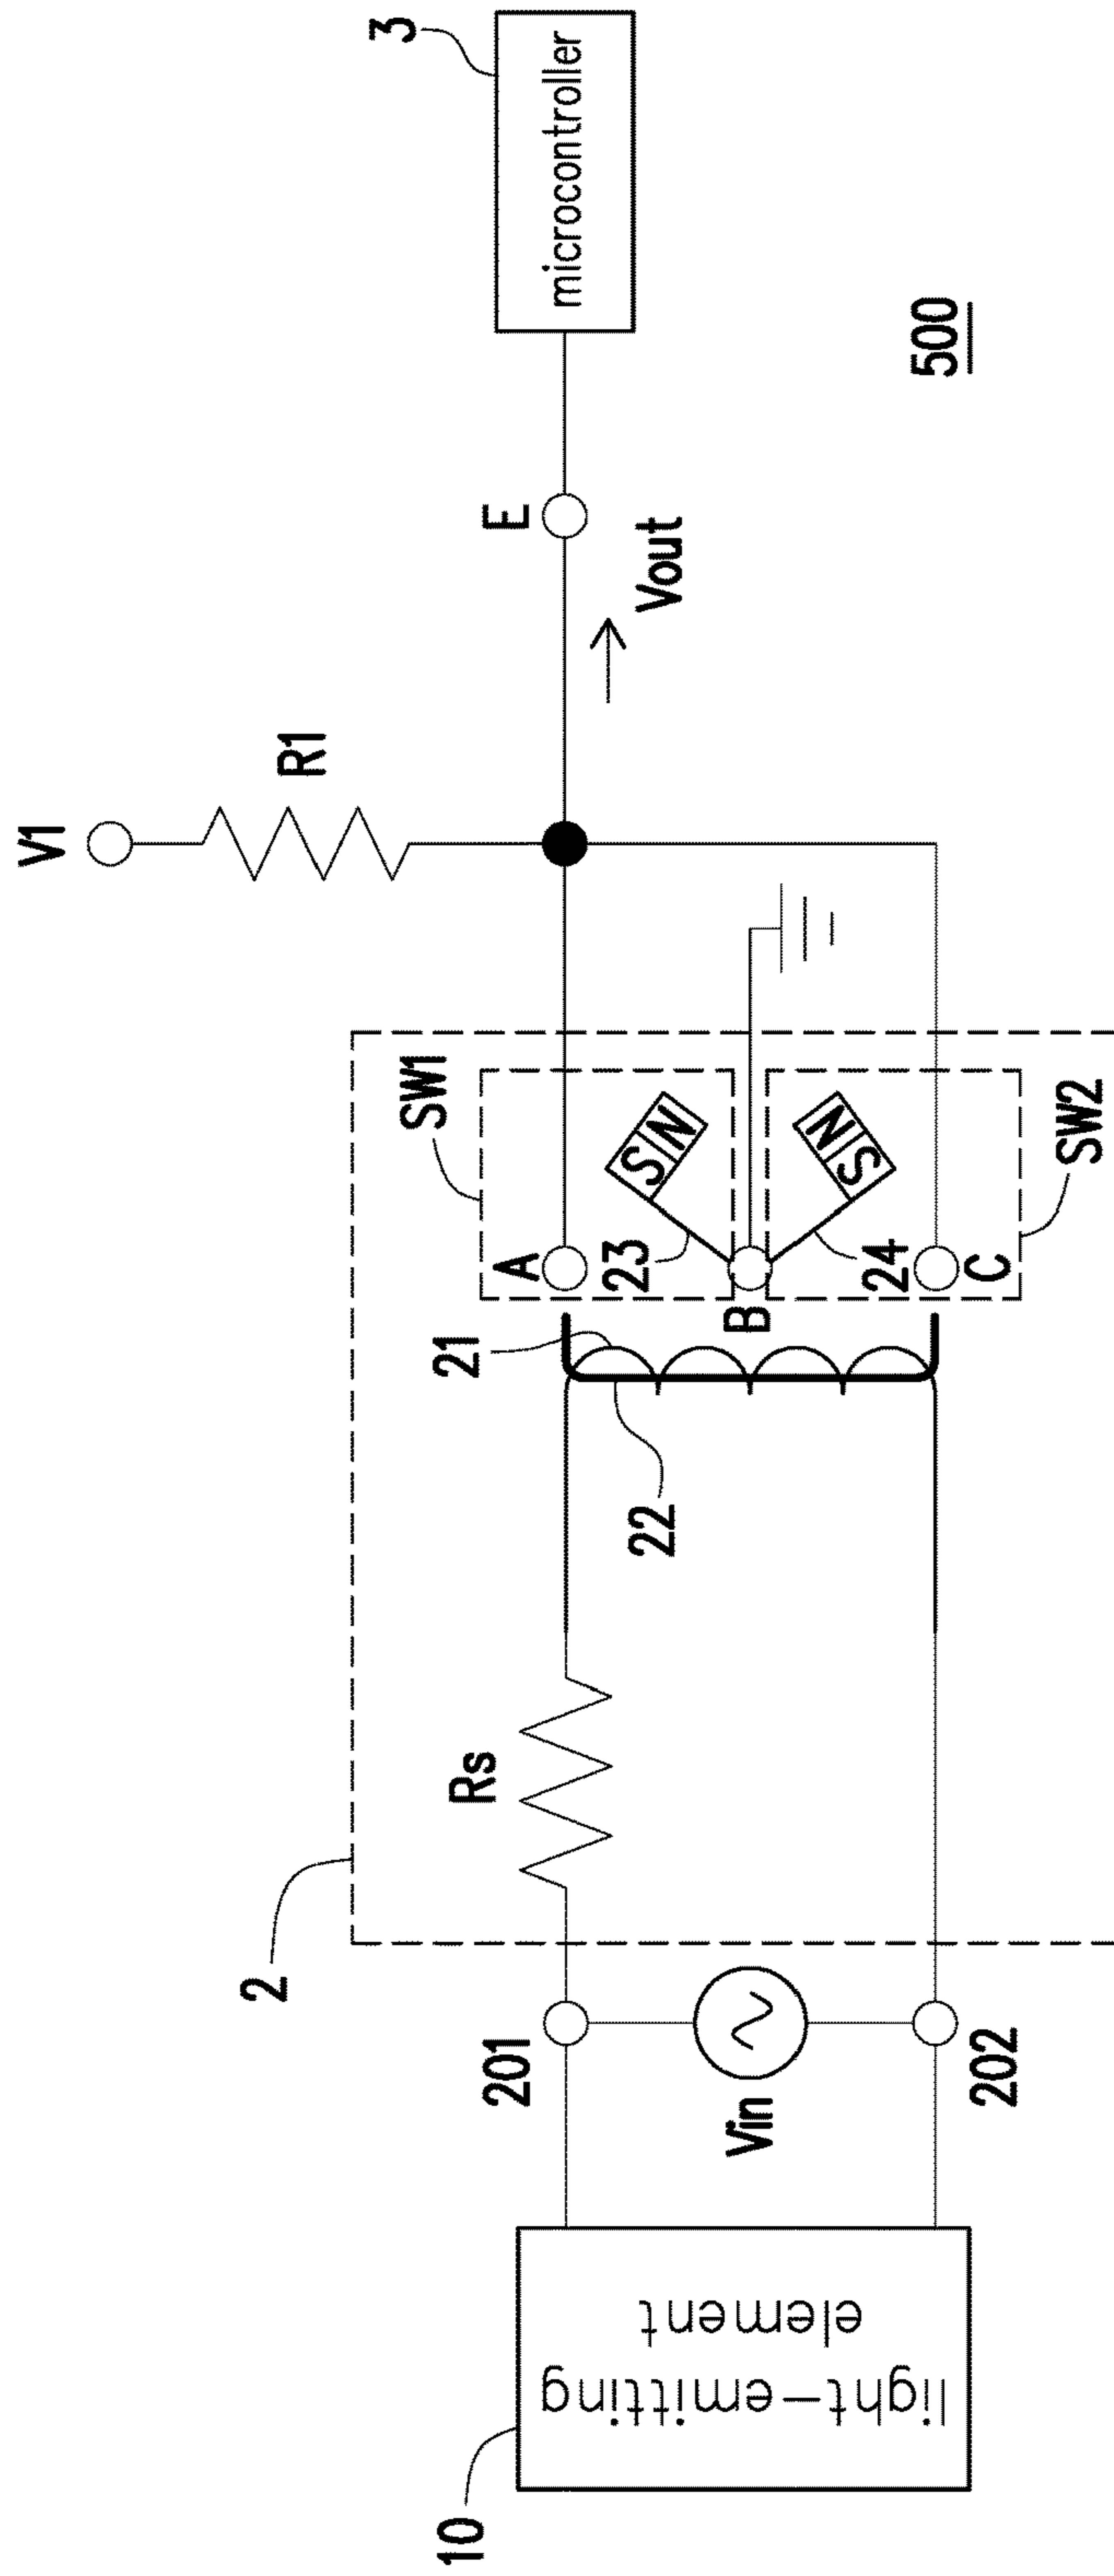 10
light-emitting
element
201
Vin
202
2
Rs
22
21
SW1
A
23
S N
B
24
S N
C
SW2
V1
R1
E
Vout
3
microcontroller
500